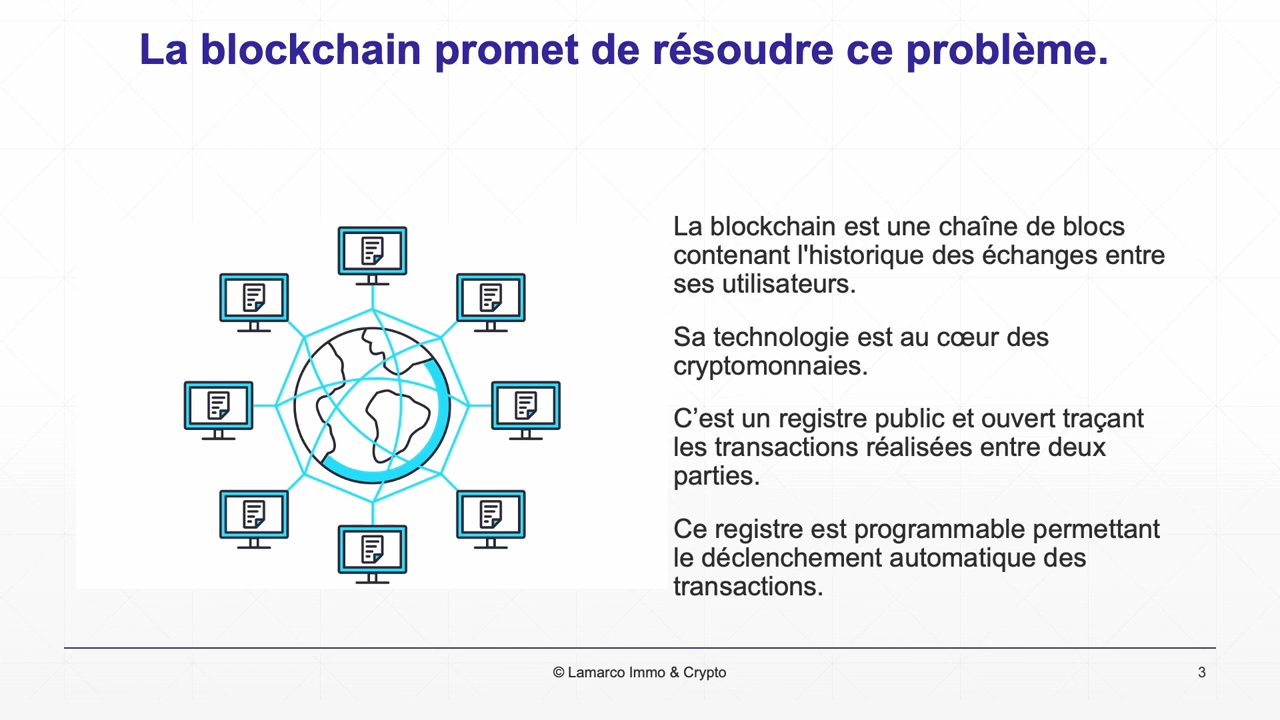 La blockchain promet de résoudre ce problème.
La blockchain est une chaîne de blocs
contenant l'historique des échanges entre
ses utilisateurs.
Sa technologie est au cœur des
cryptomonnaies.
C’est un registre public et ouvert traçant
les transactions réalisées entre deux
parties.
Ce registre est programmable permettant
le déclenchement automatique des
transactions.
© Lamarco Immo & Crypto
3